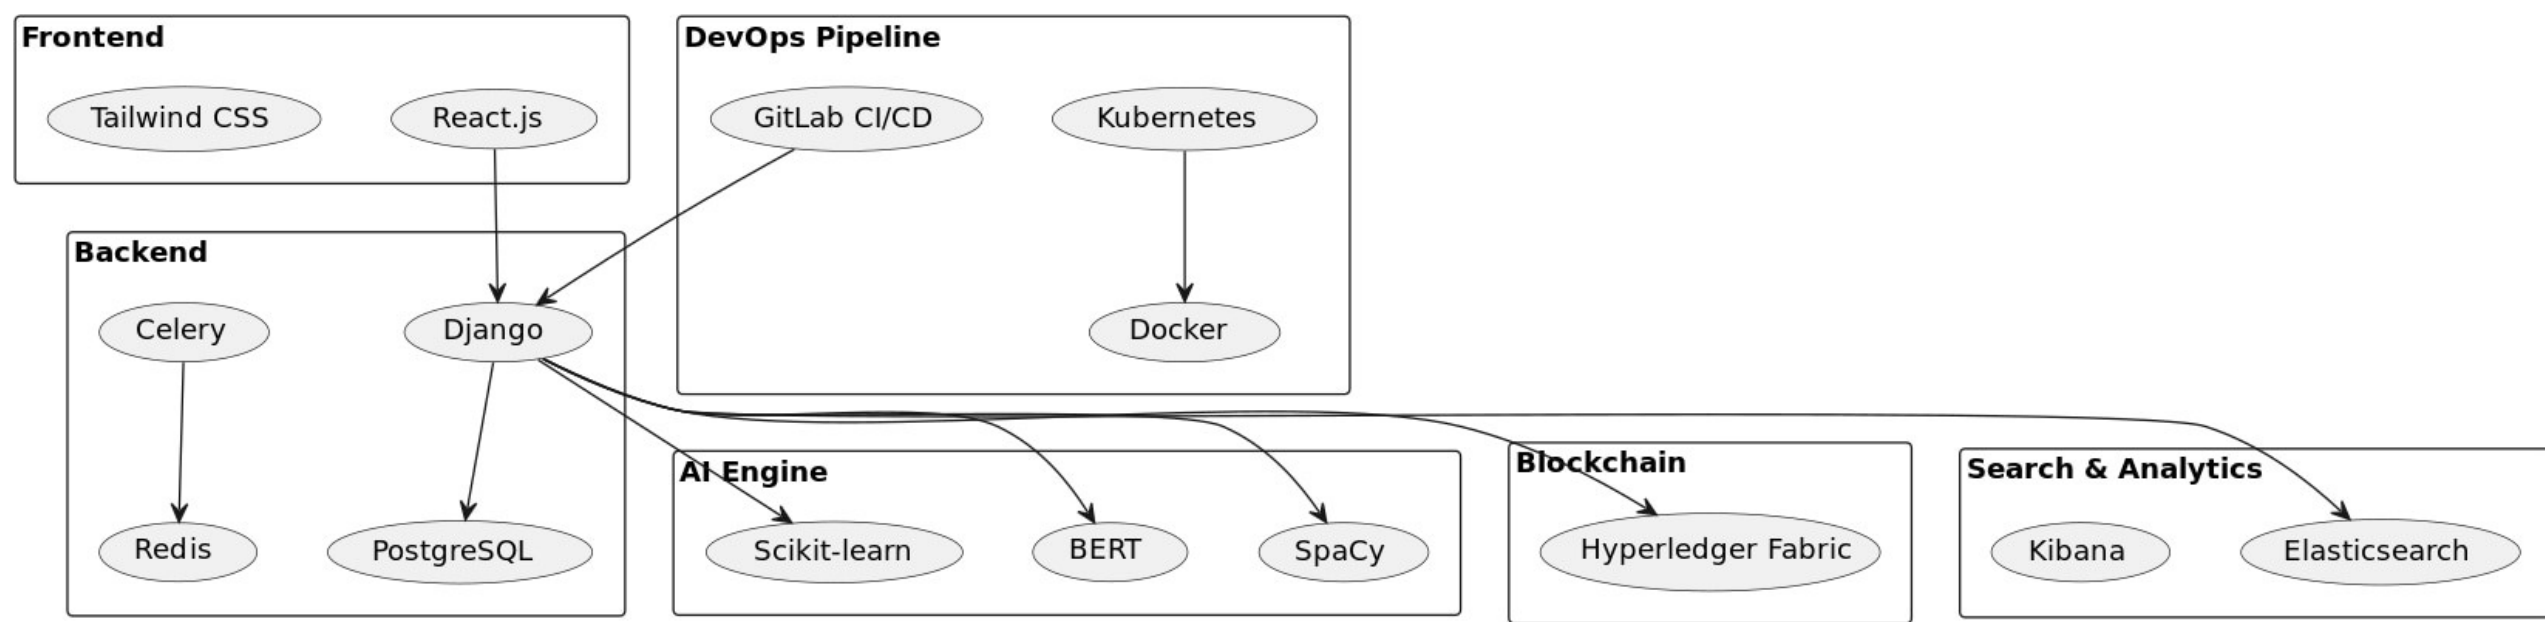 Frontend
Tailwind CSS
React.js
DevOps Pipeline
GitLab CI/CD
Kubernetes
Docker
Backend
Celery
Django
Redis
PostgreSQL
AI Engine
Scikit-learn
BERT
SpaCy
Blockchain
Hyperledger Fabric
Search & Analytics
Kibana
Elasticsearch